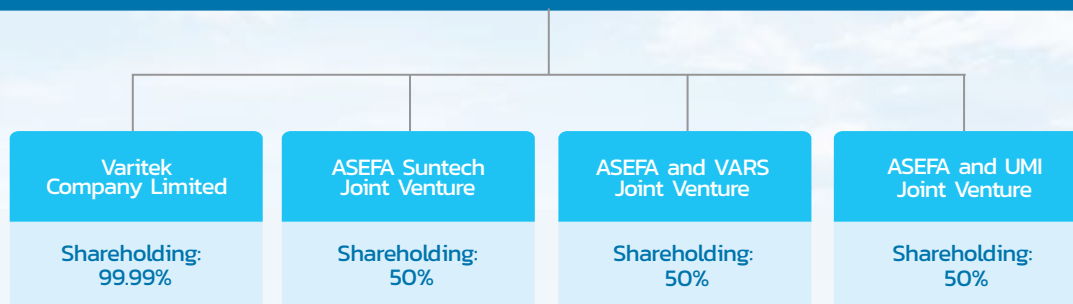 Varitek
Company Limited
Shareholding:
99.99%
ASEFA Suntech
Joint Venture
Shareholding:
50%
ASEFA and VARS
Joint Venture
Shareholding:
50%
ASEFA and UMI
Joint Venture
Shareholding:
50%